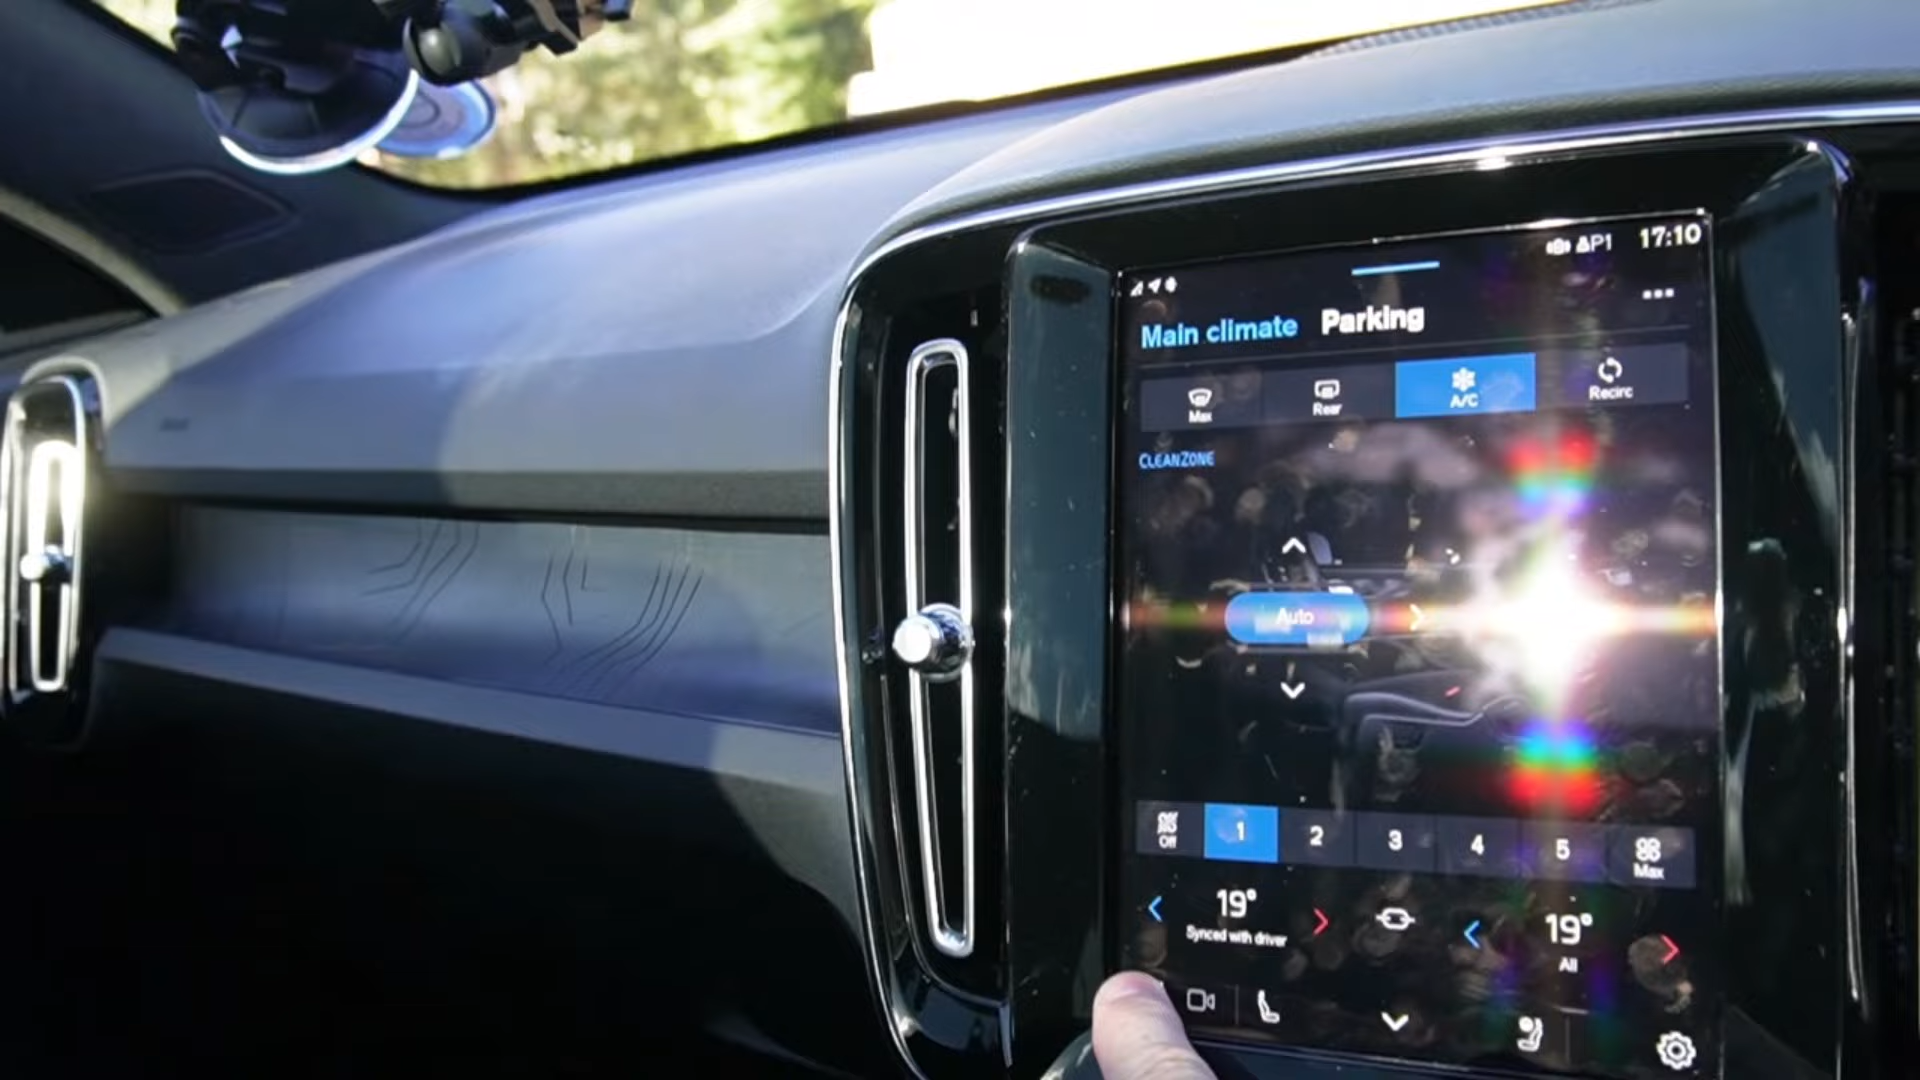 ΔP1 17:10
Main climate Parking
Max Rear A/C Recirc
CLEANZONE
Auto
Off 1 2 3 4 5 Max
19° 19°
Synced with driver All